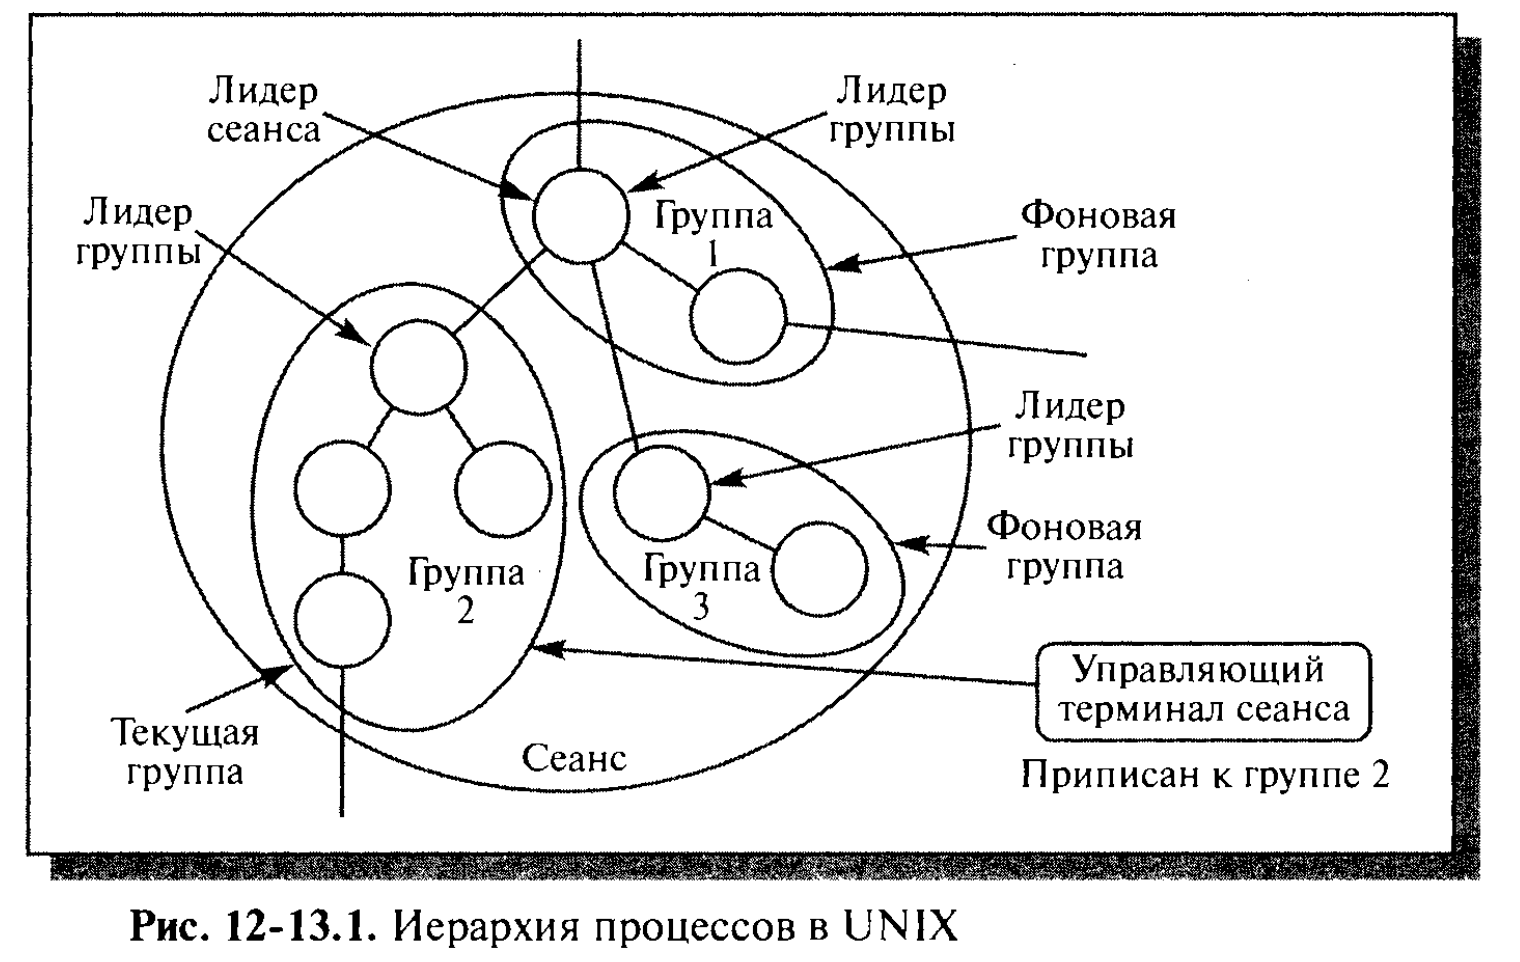 Лидер
сеанса
Лидер
группы
Лидер
группы
Группа
1
Фоновая
группа
Лидер
группы
Группа
2
Группа
3
Фоновая
группа
Управляющий
терминал сеанса
Приписан к группе 2
Текущая
группа
Сеанс
Рис. 12-13.1. Иерархия процессов в UNIX